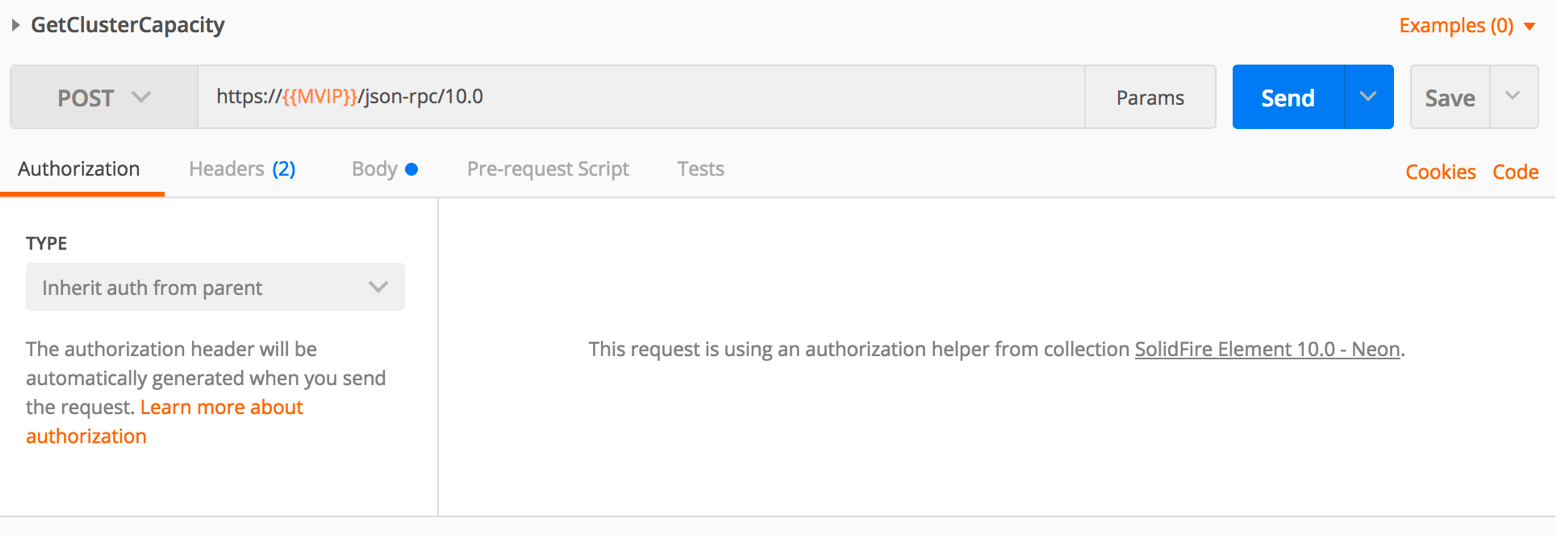 GetClusterCapacity
Examples (0)
POST
https://{{MVIP}}/json-rpc/10.0
Params
Send
Save
Authorization
Headers (2)
Body
Pre-request Script
Tests
Cookies
Code
TYPE
Inherit auth from parent
The authorization header will be
automatically generated when you send
the request. Learn more about
authorization
This request is using an authorization helper from collection SolidFire Element 10.0 - Neon.